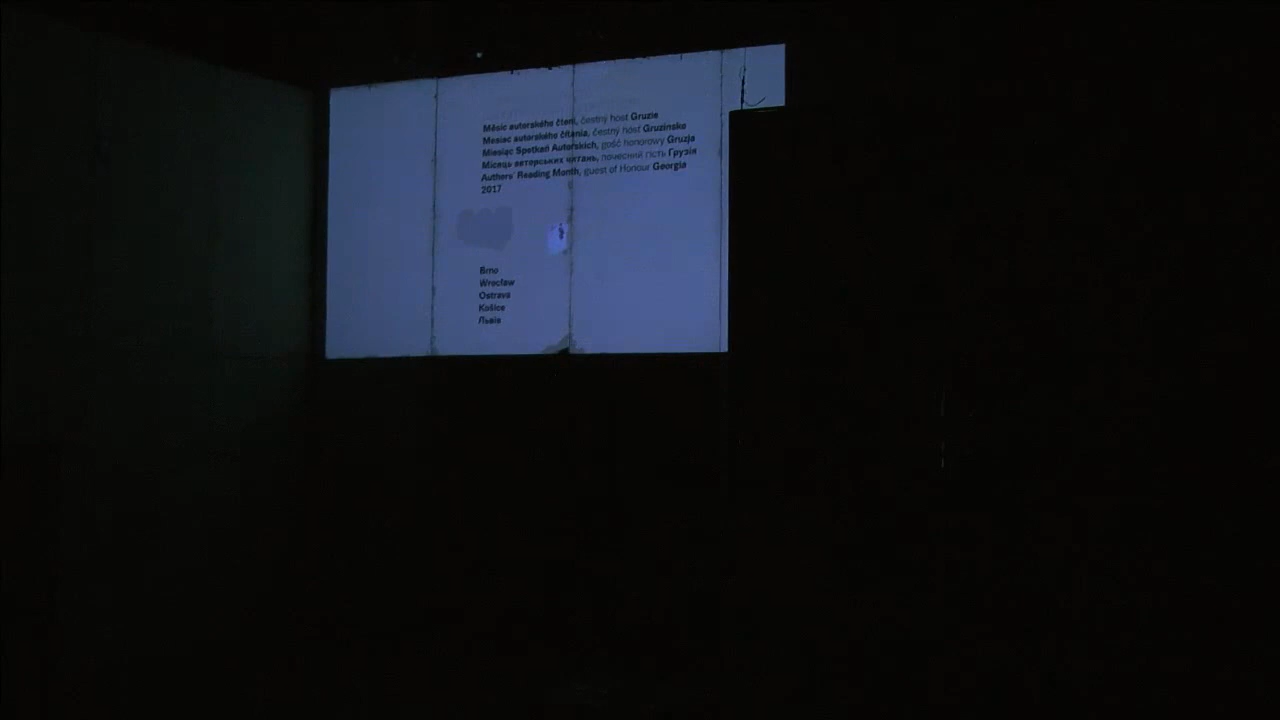 Měsíc autorského čtení, čestný host Gruzie
Mesiac autorského čítania, čestný hosť Gruzínsko
Miesiąc Spotkań Autorskich, gość honorowy Gruzja
Місяць авторських читань, почесний гість Грузія
Authors' Reading Month, guest of Honour Georgia
2017
Brno
Wrocław
Ostrava
Košice
Львів